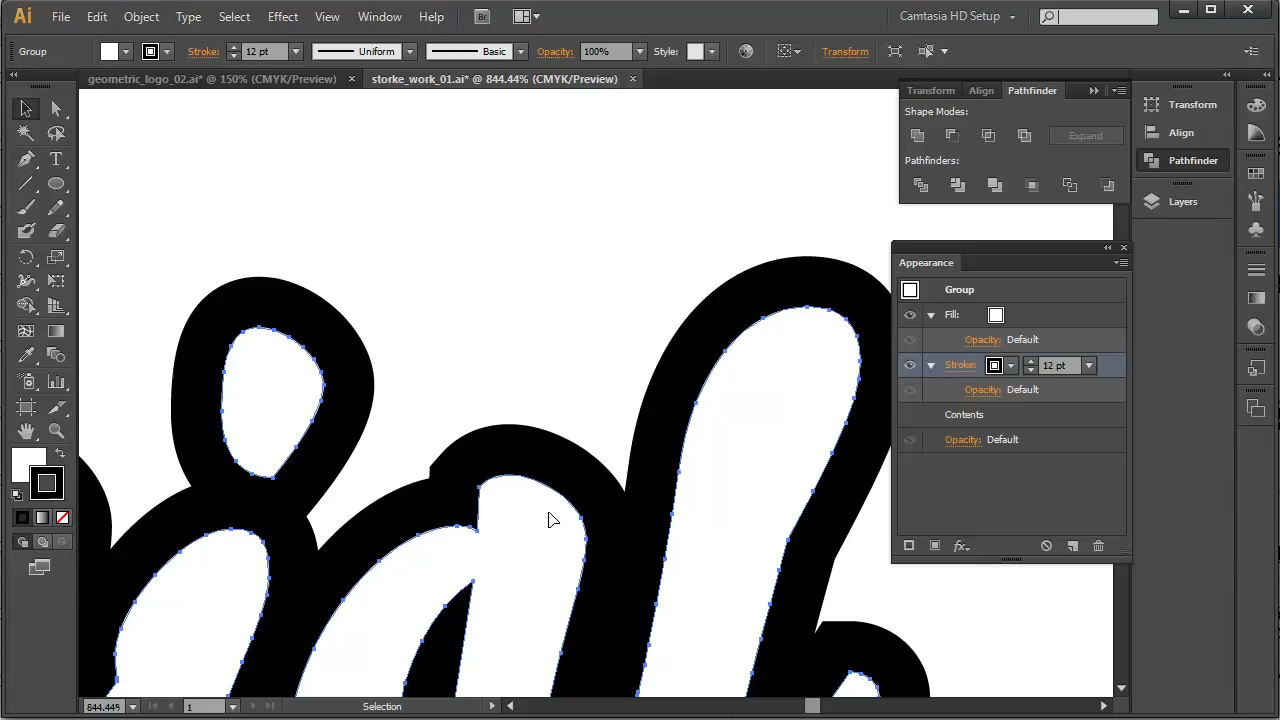 Ai File Edit Object Type Select Effect View Window Help Br Camtasia HD Setup
Group Stroke: 12 pt Uniform Basic Opacity: 100% Style: Transform
geometric_logo_02.ai* @ 150% (CMYK/Preview) × storke_work_01.ai* @ 844.44% (CMYK/Preview) ×
Transform Align Pathfinder
Shape Modes:
Expand
Pathfinders:
Transform
Align
Pathfinder
Layers
Appearance
Group
Fill:
Opacity: Default
Stroke: 12 pt
Opacity: Default
Contents
Opacity: Default
fx
T
844.44% 1 Selection